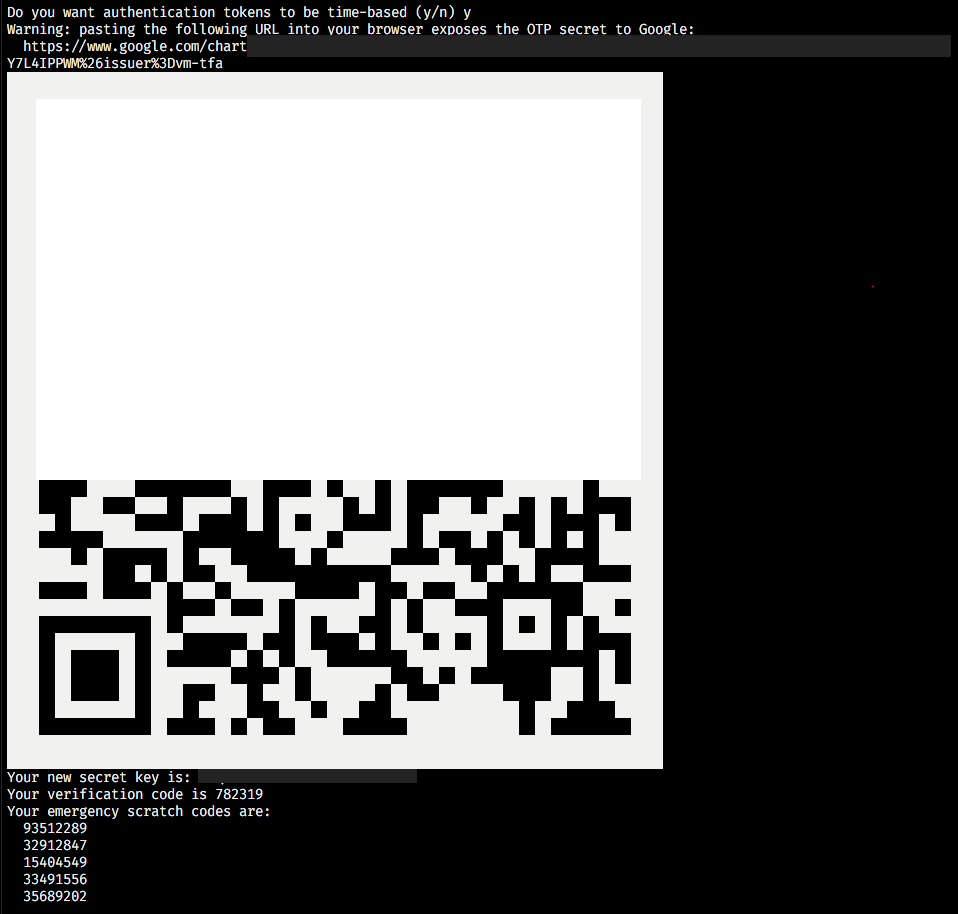 Do you want authentication tokens to be time-based (y/n) y
Warning: pasting the following URL into your browser exposes the OTP secret to Google:
https://www.google.com/chart
Y7L4IPPWM%26issuer%3Dvm-tfa
Your new secret key is:
Your verification code is 782319
Your emergency scratch codes are:
93512289
32912847
15404549
33491556
35689202